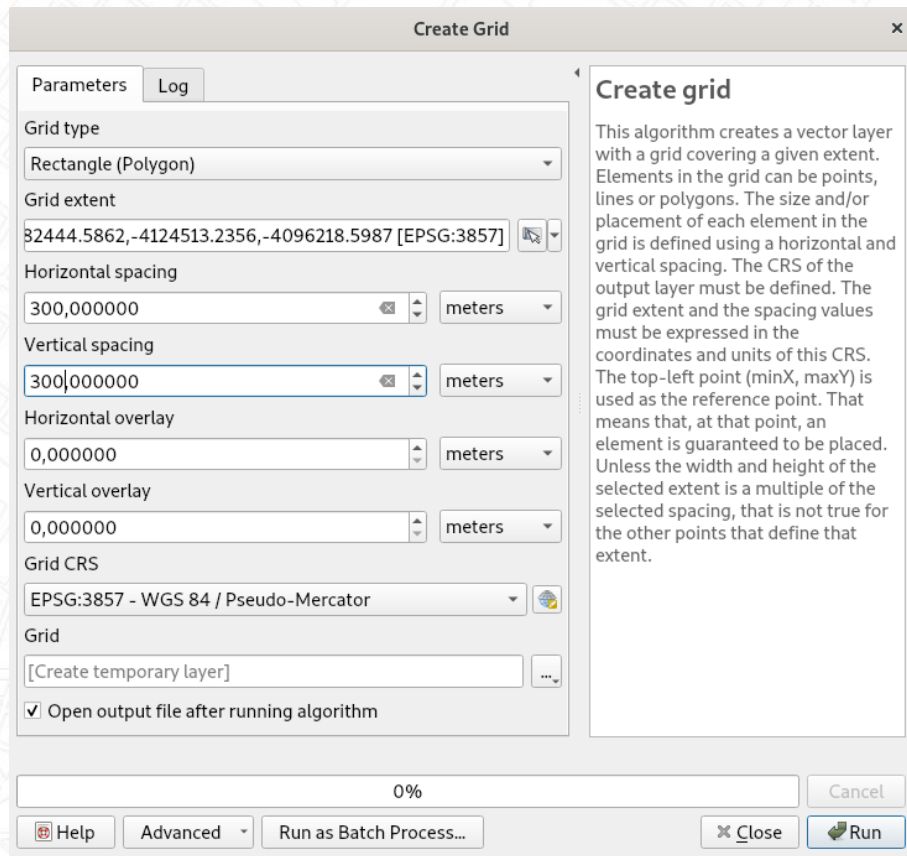 Create Grid
Parameters
Log
Grid type
Rectangle (Polygon)
Grid extent
82444.5862,-4124513.2356,-4096218.5987 [EPSG:3857]
Horizontal spacing
300,000000
meters
Vertical spacing
300,000000
meters
Horizontal overlay
0,000000
meters
Vertical overlay
0,000000
meters
Grid CRS
EPSG:3857 - WGS 84 / Pseudo-Mercator
Grid
[Create temporary layer]
...
Open output file after running algorithm
Create grid
This algorithm creates a vector layer
with a grid covering a given extent.
Elements in the grid can be points,
lines or polygons. The size and/or
placement of each element in the
grid is defined using a horizontal and
vertical spacing. The CRS of the
output layer must be defined. The
grid extent and the spacing values
must be expressed in the
coordinates and units of this CRS.
The top-left point (minX, maxY) is
used as the reference point. That
means that, at that point, an
element is guaranteed to be placed.
Unless the width and height of the
selected extent is a multiple of the
selected spacing, that is not true for
the other points that define that
extent.
0%
Cancel
Help
Advanced
Run as Batch Process...
Close
Run